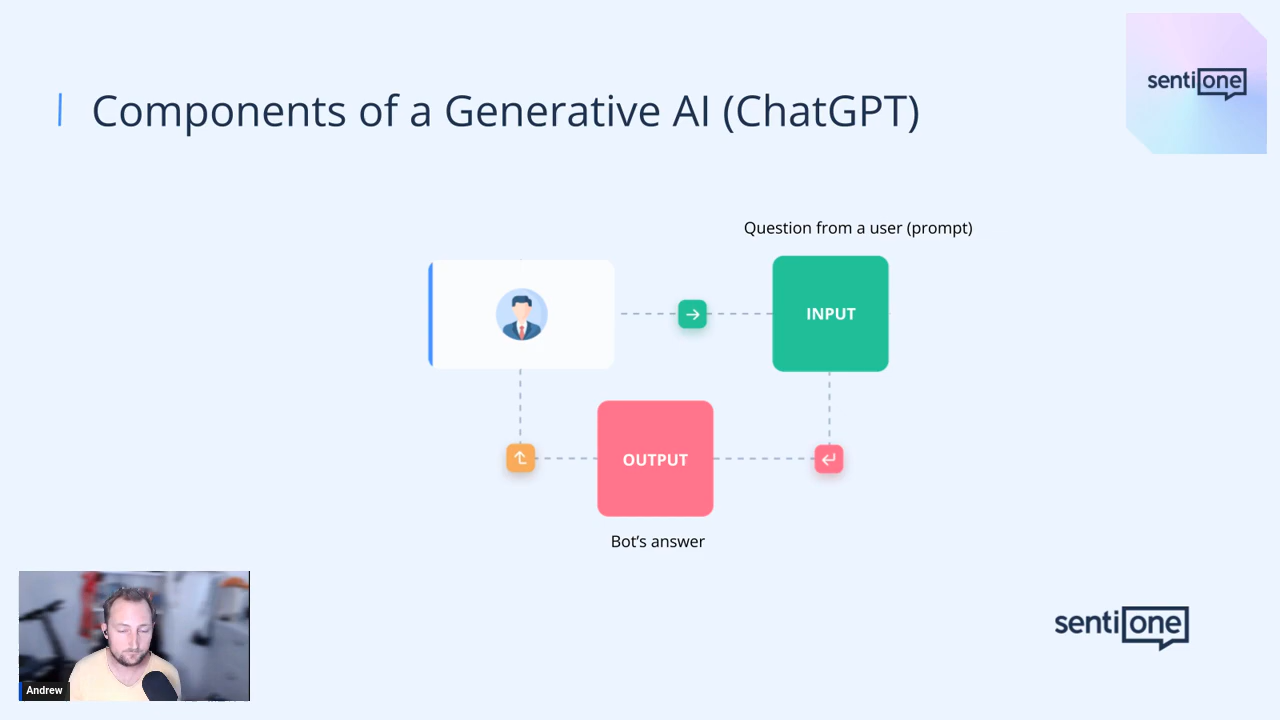 sentione
Components of a Generative AI (ChatGPT)
Question from a user (prompt)
INPUT
OUTPUT
Bot’s answer
sentione
Andrew